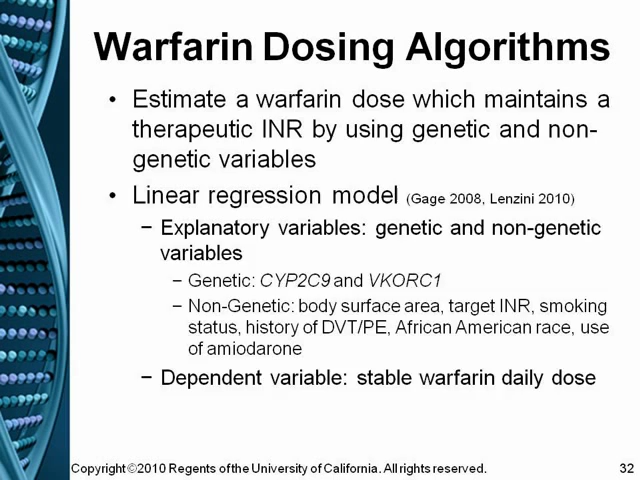 Warfarin Dosing Algorithms
• Estimate a warfarin dose which maintains a
therapeutic INR by using genetic and non-
genetic variables
• Linear regression model (Gage 2008, Lenzini 2010)
− Explanatory variables: genetic and non-genetic
variables
− Genetic: CYP2C9 and VKORC1
− Non-Genetic: body surface area, target INR, smoking
status, history of DVT/PE, African American race, use
of amiodarone
− Dependent variable: stable warfarin daily dose
Copyright ©2010 Regents of the University of California. All rights reserved. 32